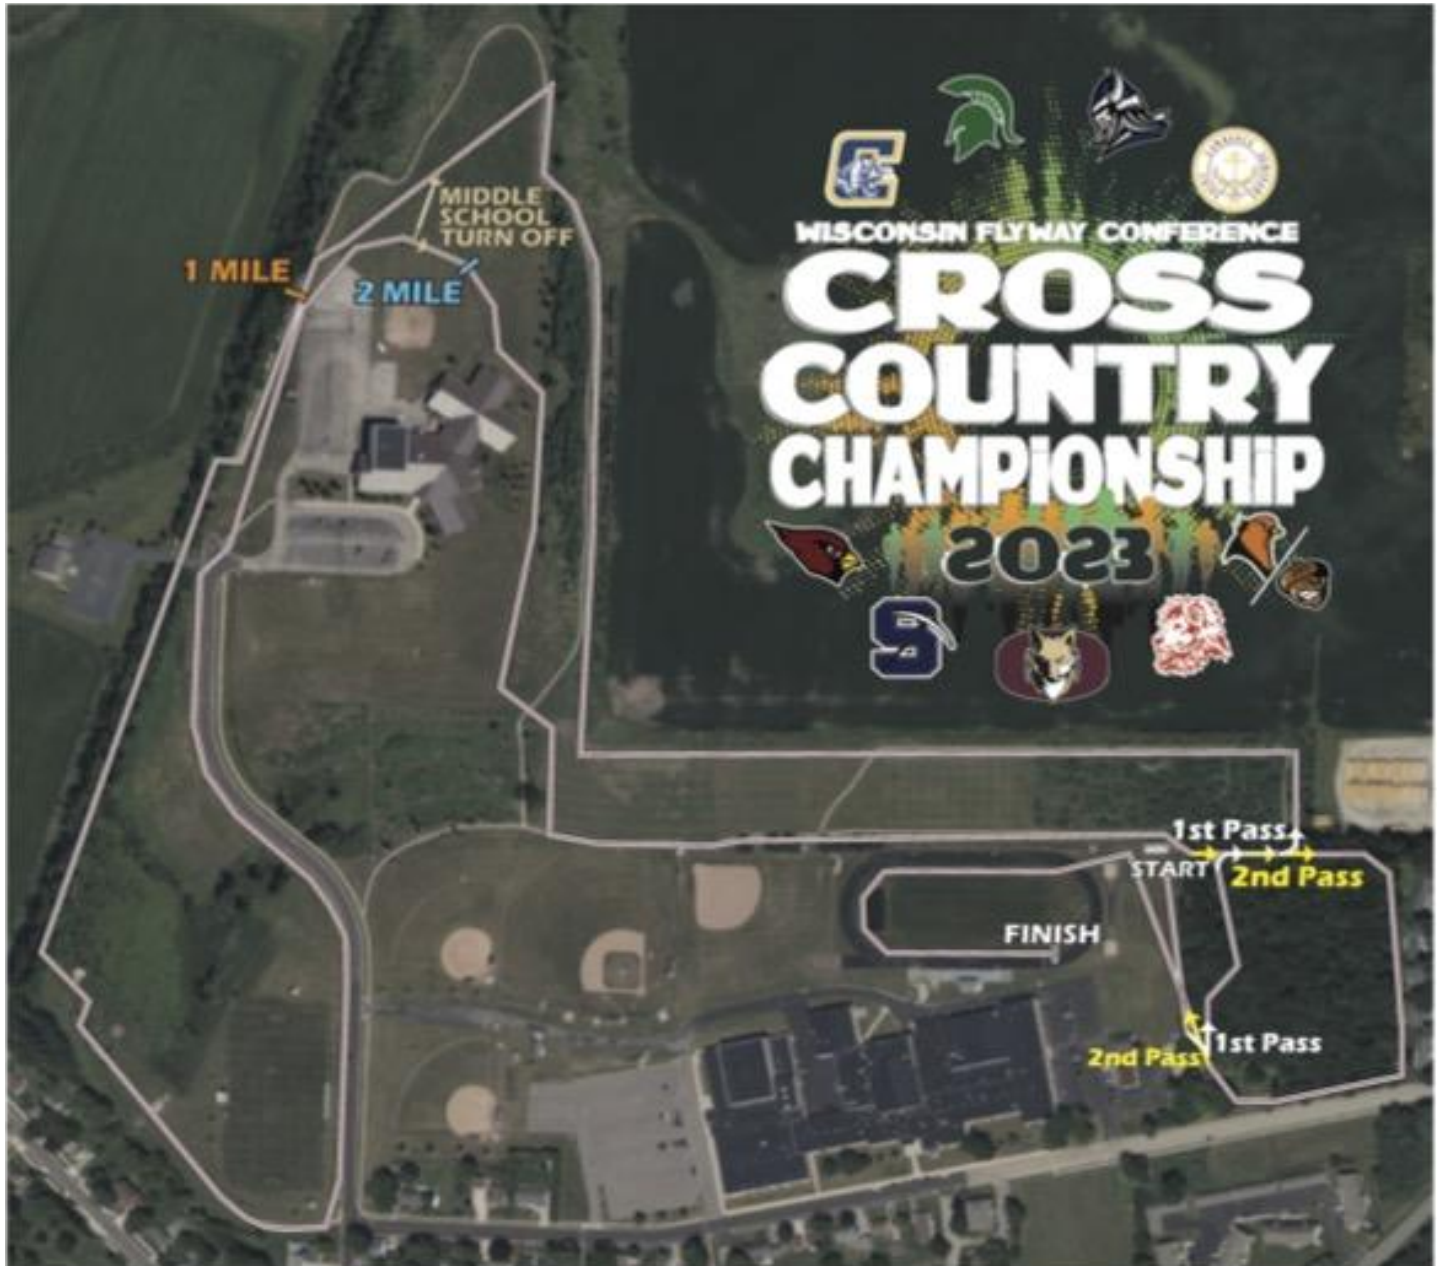 WISCONSIN FLYWAY CONFERENCE
CROSS
COUNTRY
CHAMPIONSHIP
2023
MIDDLE
SCHOOL
TURN OFF
1 MILE
2 MILE
1st Pass
START
2nd Pass
FINISH
1st Pass
2nd Pass